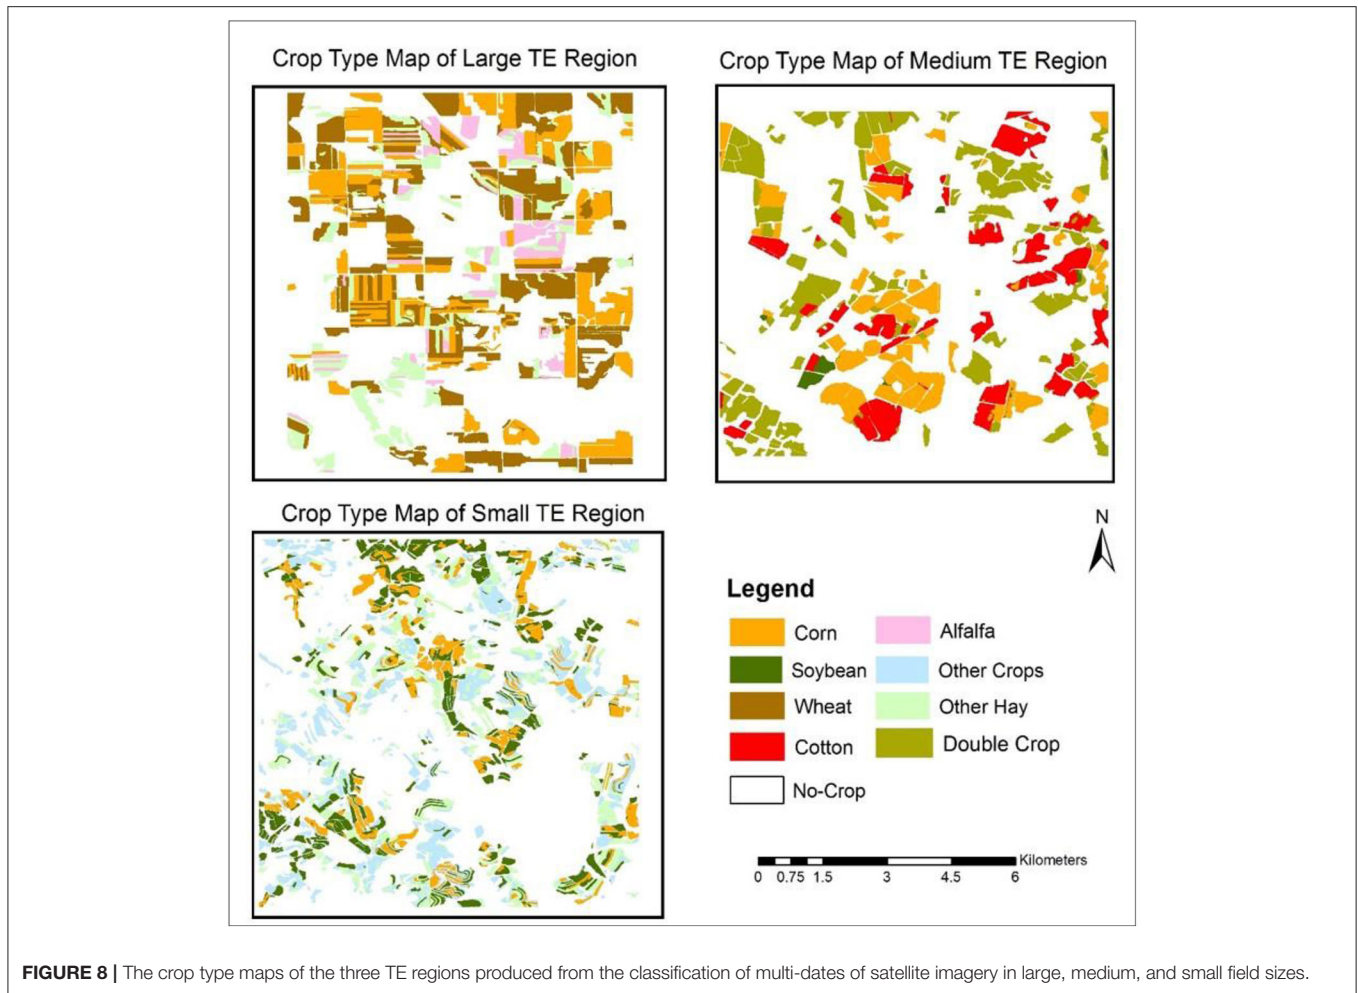 Crop Type Map of Large TE Region
Crop Type Map of Medium TE Region
Crop Type Map of Small TE Region
N
Legend
Corn
Alfalfa
Soybean
Other Crops
Wheat
Other Hay
Cotton
Double Crop
No-Crop
Kilometers
0 0.75 1.5 3 4.5 6
FIGURE 8 | The crop type maps of the three TE regions produced from the classification of multi-dates of satellite imagery in large, medium, and small field sizes.